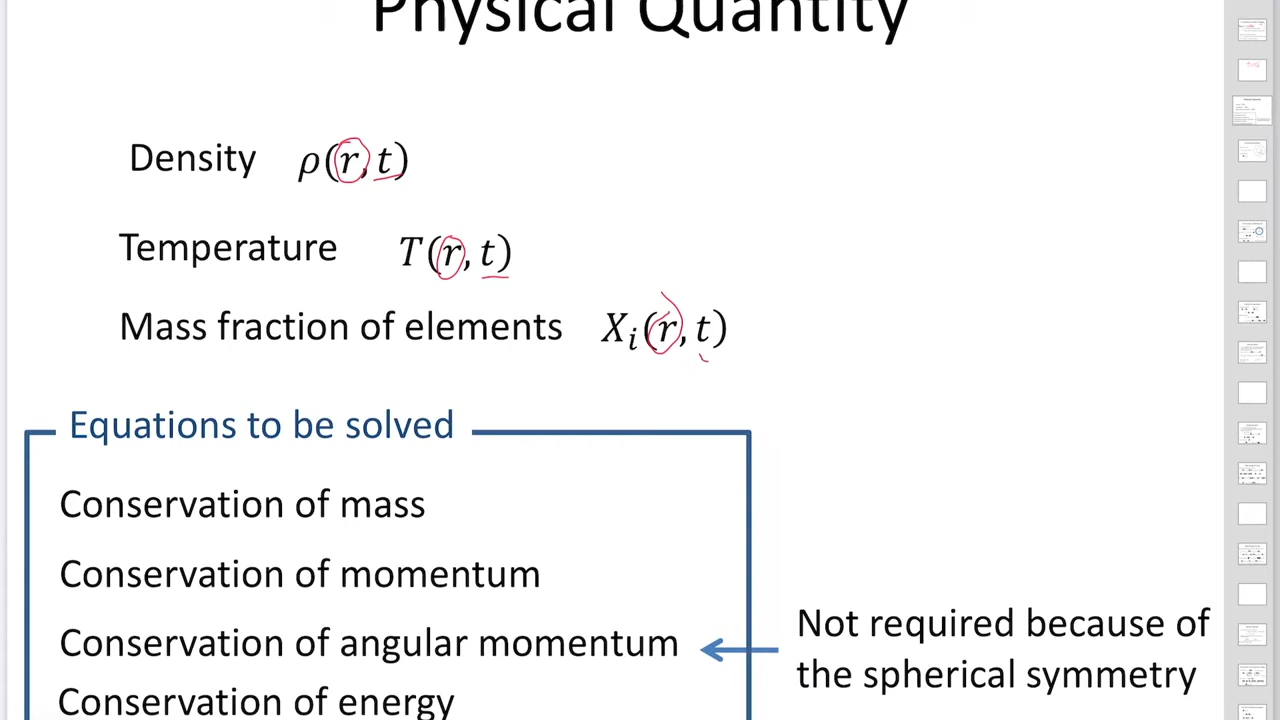 Physical Quantity
Density ρ(r, t)
Temperature T(r, t)
Mass fraction of elements Xᵢ(r, t)
Equations to be solved
Conservation of mass
Conservation of momentum
Conservation of angular momentum
Not required because of
the spherical symmetry
Conservation of energy